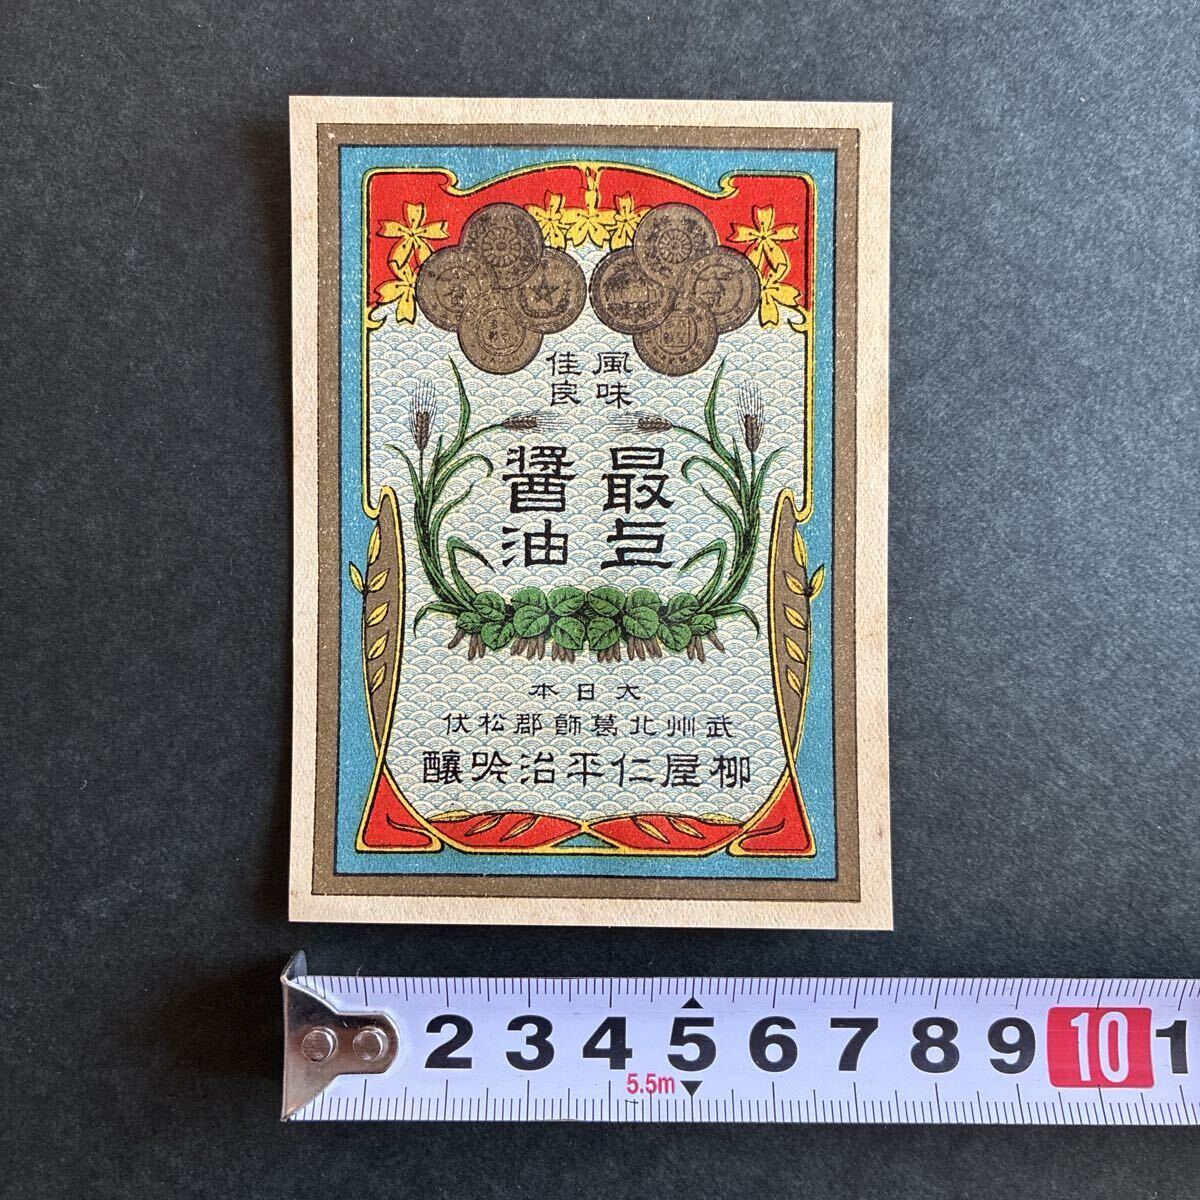 風味
佳良
最上
醤油
大日本
武州北葛飾郡松伏
柳屋仁平治吟醸
2 3 4 5 6 7 8 9 10 1
5.5m